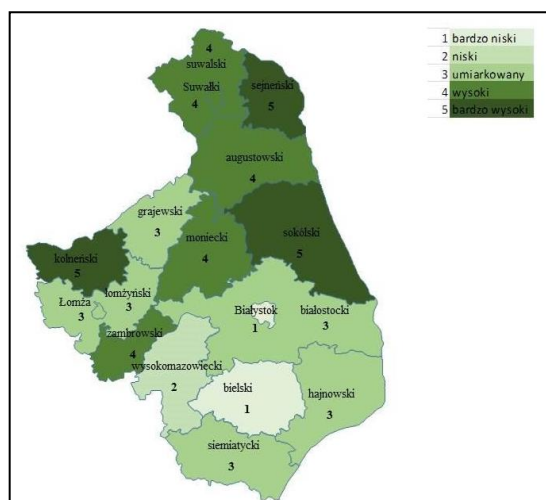 1 bardzo niski
2 niski
3 umiarkowany
4 wysoki
5 bardzo wysoki
4
suwalski
Suwałki
4
sejneński
5
augustowski
4
grajewski
3
moniecki
4
sokólski
5
kolneński
5
łomżyński
3
Łomża
3
zambrowski
4
Białystok
1
białostocki
3
wysokomazowiecki
2
bielski
1
hajnowski
3
siemiatycki
3